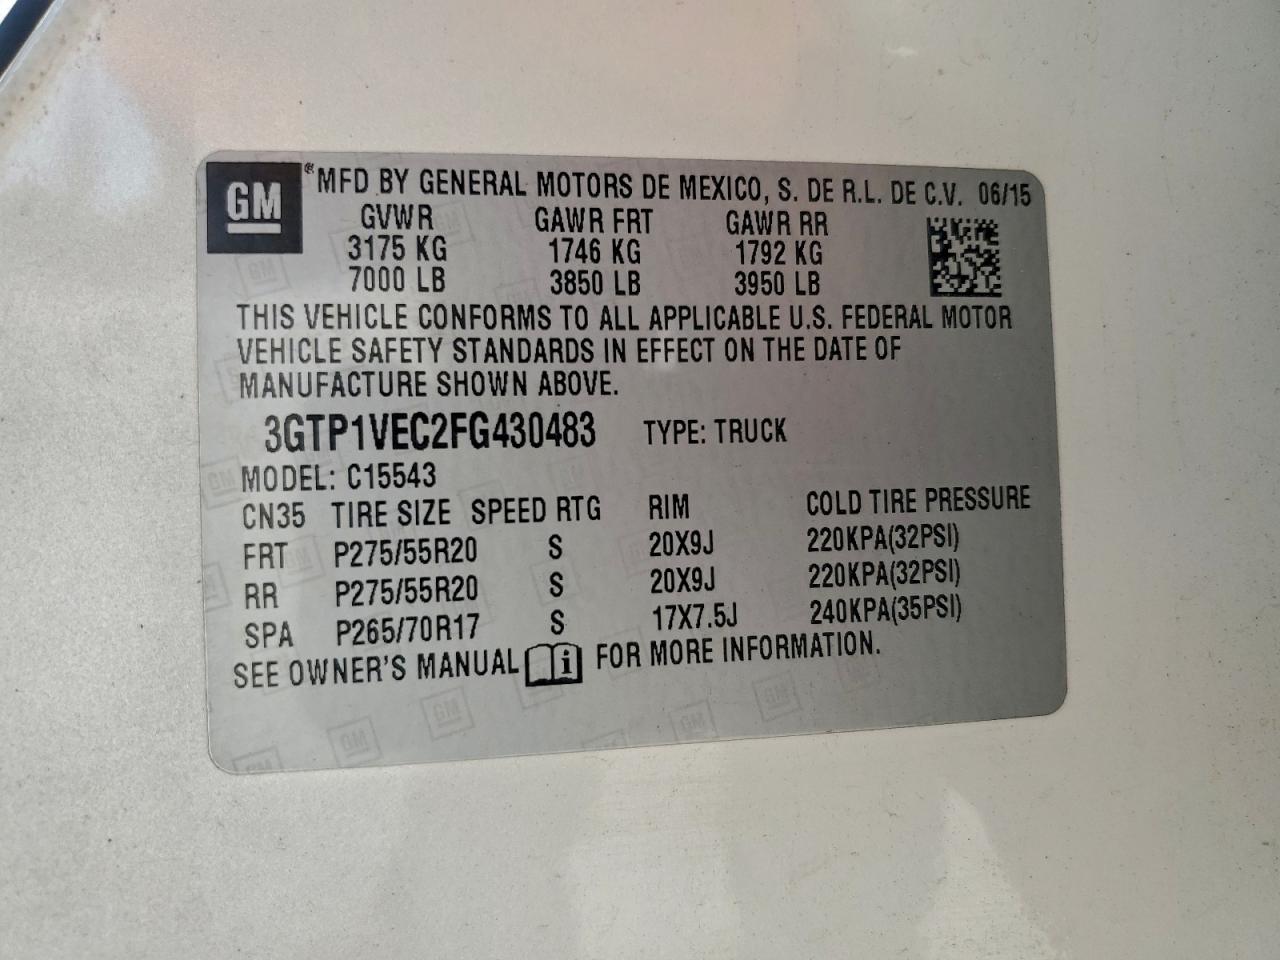 GM ® MFD BY GENERAL MOTORS DE MEXICO, S. DE R.L. DE C.V. 06/15
GVWR GAWR FRT GAWR RR
3175 KG 1746 KG 1792 KG
7000 LB 3850 LB 3950 LB
THIS VEHICLE CONFORMS TO ALL APPLICABLE U.S. FEDERAL MOTOR
VEHICLE SAFETY STANDARDS IN EFFECT ON THE DATE OF
MANUFACTURE SHOWN ABOVE.
3GTP1VEC2FG430483 TYPE: TRUCK
MODEL: C15543
CN35 TIRE SIZE SPEED RTG RIM COLD TIRE PRESSURE
FRT P275/55R20 S 20X9J 220KPA(32PSI)
RR P275/55R20 S 20X9J 220KPA(32PSI)
SPA P265/70R17 S 17X7.5J 240KPA(35PSI)
SEE OWNER'S MANUAL i FOR MORE INFORMATION.